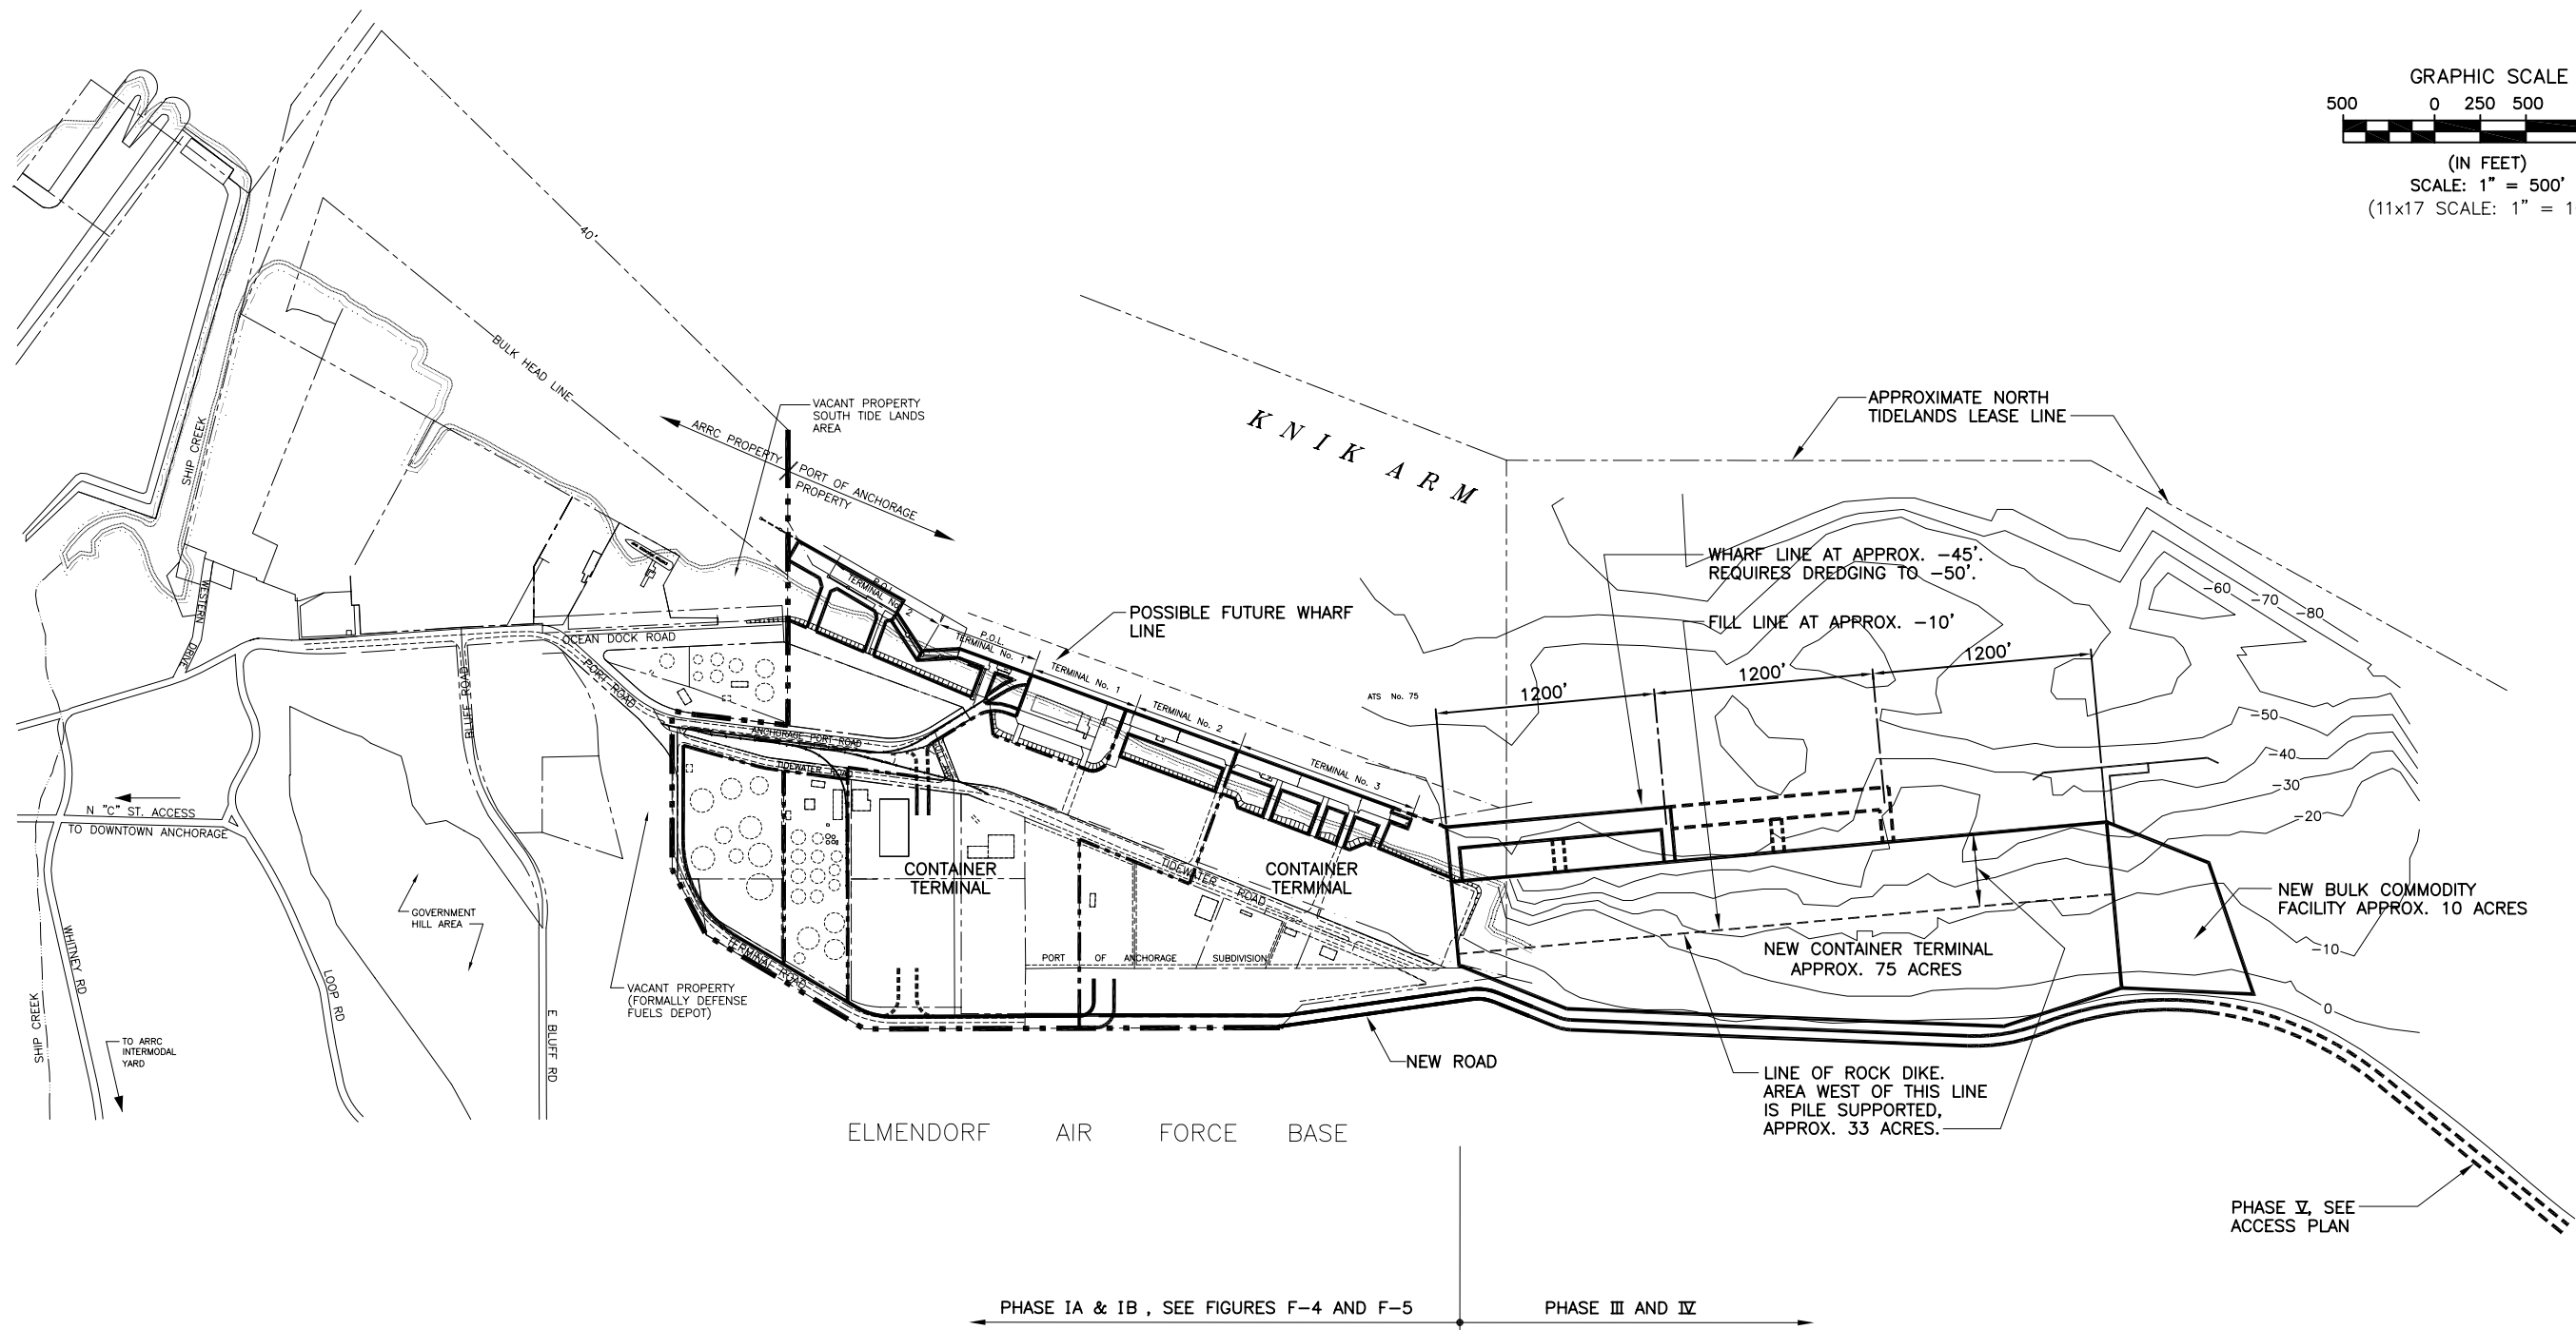 GRAPHIC SCALE
500 0 250 500
(IN FEET)
SCALE: 1" = 500'
(11x17 SCALE: 1" = 1
40'
BULK HEAD LINE
SHIP CREEK
VACANT PROPERTY
SOUTH TIDE LANDS
AREA
ARRC PROPERTY
PORT OF ANCHORAGE
PROPERTY
KNIK ARM
APPROXIMATE NORTH
TIDELANDS LEASE LINE
WHARF LINE AT APPROX. -45'.
REQUIRES DREDGING TO -50'.
FILL LINE AT APPROX. -10'
POSSIBLE FUTURE WHARF
LINE
P.O.L.
TERMINAL No. 2
P.O.L.
TERMINAL No. 1
TERMINAL No. 1
TERMINAL No. 2
TERMINAL No. 3
ATS No. 75
1200'
1200'
1200'
-60
-70
-80
-50
-40
-30
-20
-10
0
WESTERN
DRIVE
OCEAN DOCK ROAD
PORT ROAD
BLUFF ROAD
ANCHORAGE PORT ROAD
TIDEWATER ROAD
TIDEWATER ROAD
TERMINAL ROAD
N "C" ST. ACCESS
TO DOWNTOWN ANCHORAGE
GOVERNMENT
HILL AREA
VACANT PROPERTY
(FORMALLY DEFENSE
FUELS DEPOT)
CONTAINER
TERMINAL
CONTAINER
TERMINAL
PORT OF ANCHORAGE SUBDIVISION
NEW CONTAINER TERMINAL
APPROX. 75 ACRES
NEW BULK COMMODITY
FACILITY APPROX. 10 ACRES
SHIP CREEK
WHITNEY RD
LOOP RD
E BLUFF RD
TO ARRC
INTERMODAL
YARD
NEW ROAD
LINE OF ROCK DIKE.
AREA WEST OF THIS LINE
IS PILE SUPPORTED,
APPROX. 33 ACRES.
ELMENDORF AIR FORCE BASE
PHASE V, SEE
ACCESS PLAN
PHASE IA & IB , SEE FIGURES F-4 AND F-5
PHASE III AND IV